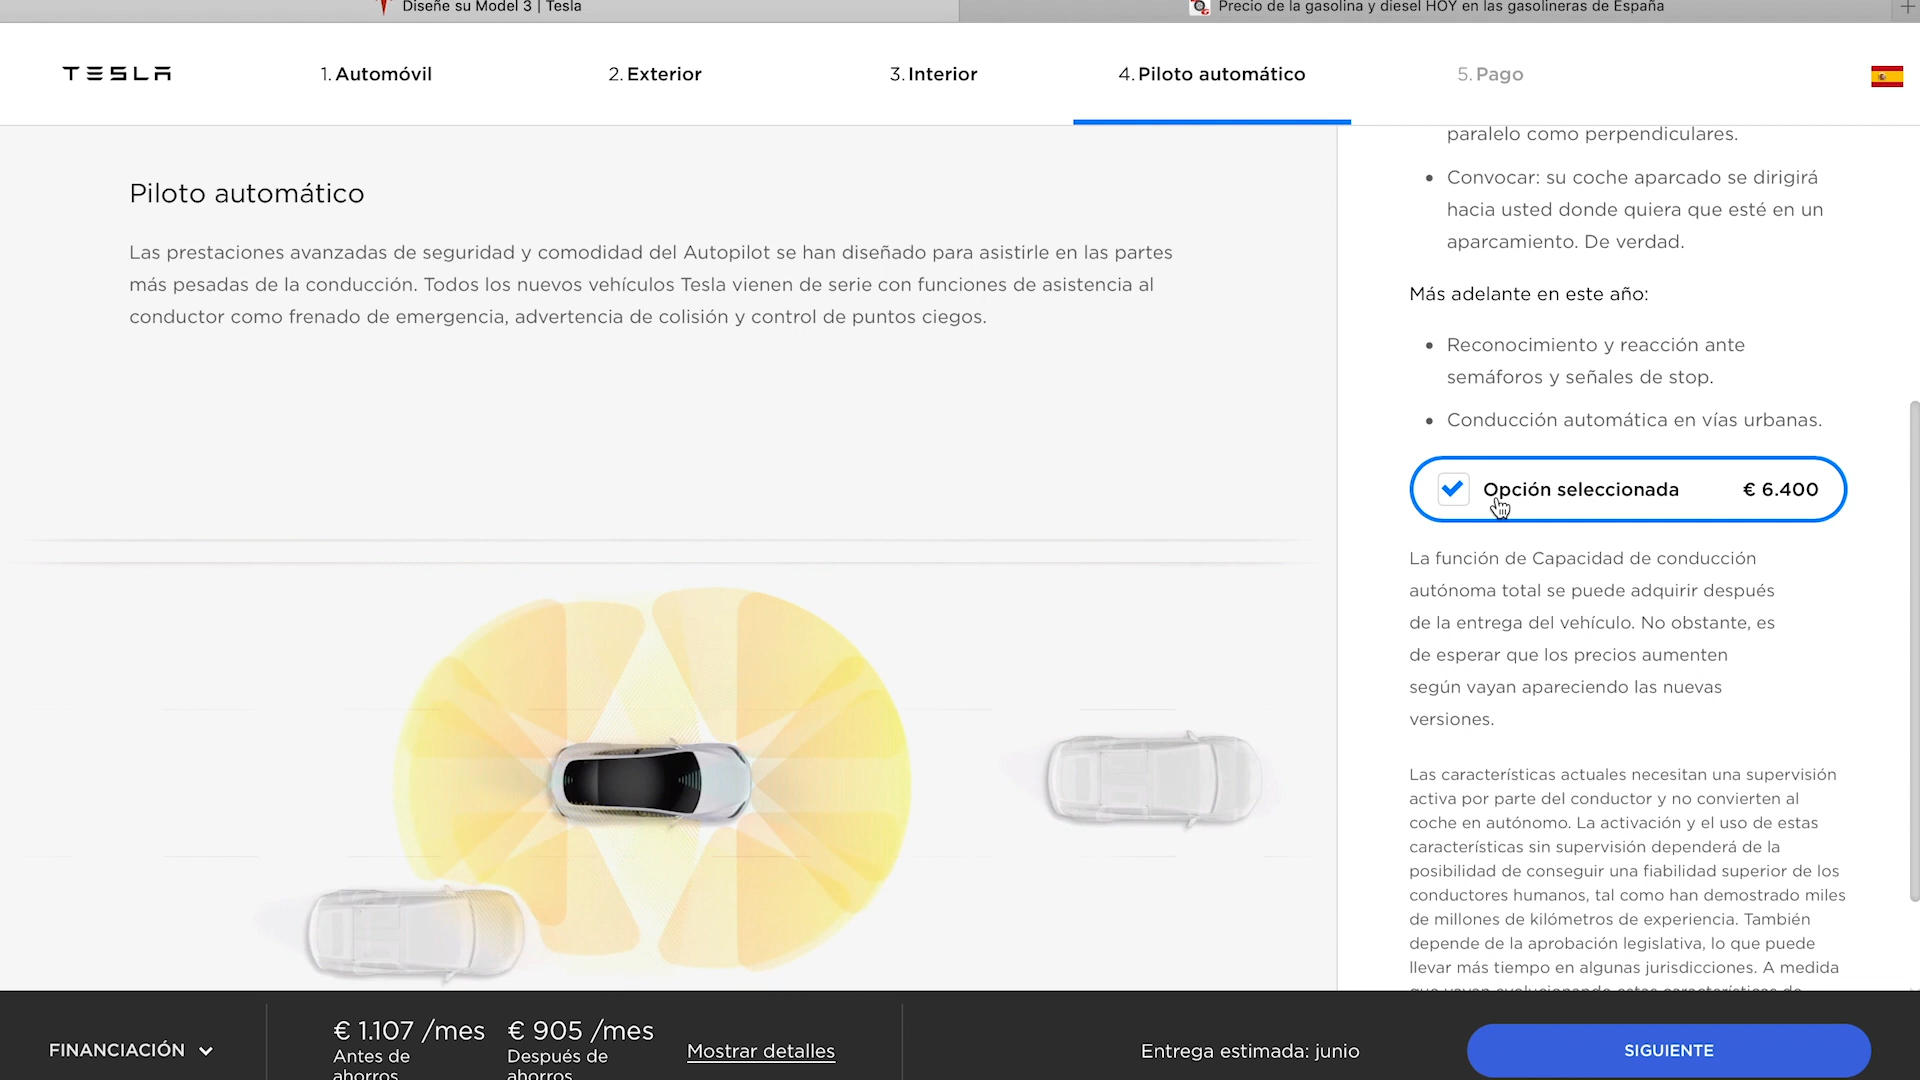 Diseñe su Model 3 | Tesla
Precio de la gasolina y diesel HOY en las gasolineras de España
TESLA
1. Automóvil
2. Exterior
3. Interior
4. Piloto automático
5. Pago
Piloto automático
Las prestaciones avanzadas de seguridad y comodidad del Autopilot se han diseñado para asistirle en las partes
más pesadas de la conducción. Todos los nuevos vehículos Tesla vienen de serie con funciones de asistencia al
conductor como frenado de emergencia, advertencia de colisión y control de puntos ciegos.
paralelo como perpendiculares.
• Convocar: su coche aparcado se dirigirá
hacia usted donde quiera que esté en un
aparcamiento. De verdad.
Más adelante en este año:
• Reconocimiento y reacción ante
semáforos y señales de stop.
• Conducción automática en vías urbanas.
Opción seleccionada € 6.400
La función de Capacidad de conducción
autónoma total se puede adquirir después
de la entrega del vehículo. No obstante, es
de esperar que los precios aumenten
según vayan apareciendo las nuevas
versiones.
Las características actuales necesitan una supervisión
activa por parte del conductor y no convierten al
coche en autónomo. La activación y el uso de estas
características sin supervisión dependerá de la
posibilidad de conseguir una fiabilidad superior de los
conductores humanos, tal como han demostrado miles
de millones de kilómetros de experiencia. También
depende de la aprobación legislativa, lo que puede
llevar más tiempo en algunas jurisdicciones. A medida
que vayan evolucionando estas características de
FINANCIACIÓN
€ 1.107 /mes
Antes de
ahorros
€ 905 /mes
Después de
ahorros
Mostrar detalles
Entrega estimada: junio
SIGUIENTE